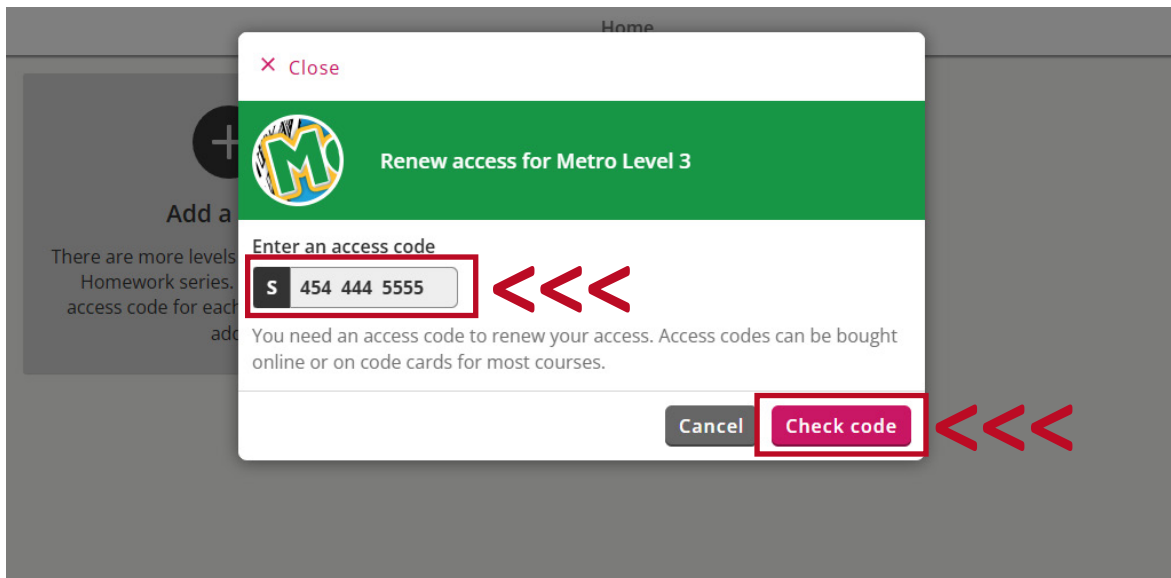 Home
× Close
M
Renew access for Metro Level 3
Add a
There are more levels
Homework series.
access code for each
add
Enter an access code
S 454 444 5555
<<<
You need an access code to renew your access. Access codes can be bought
online or on code cards for most courses.
Cancel
Check code
<<<